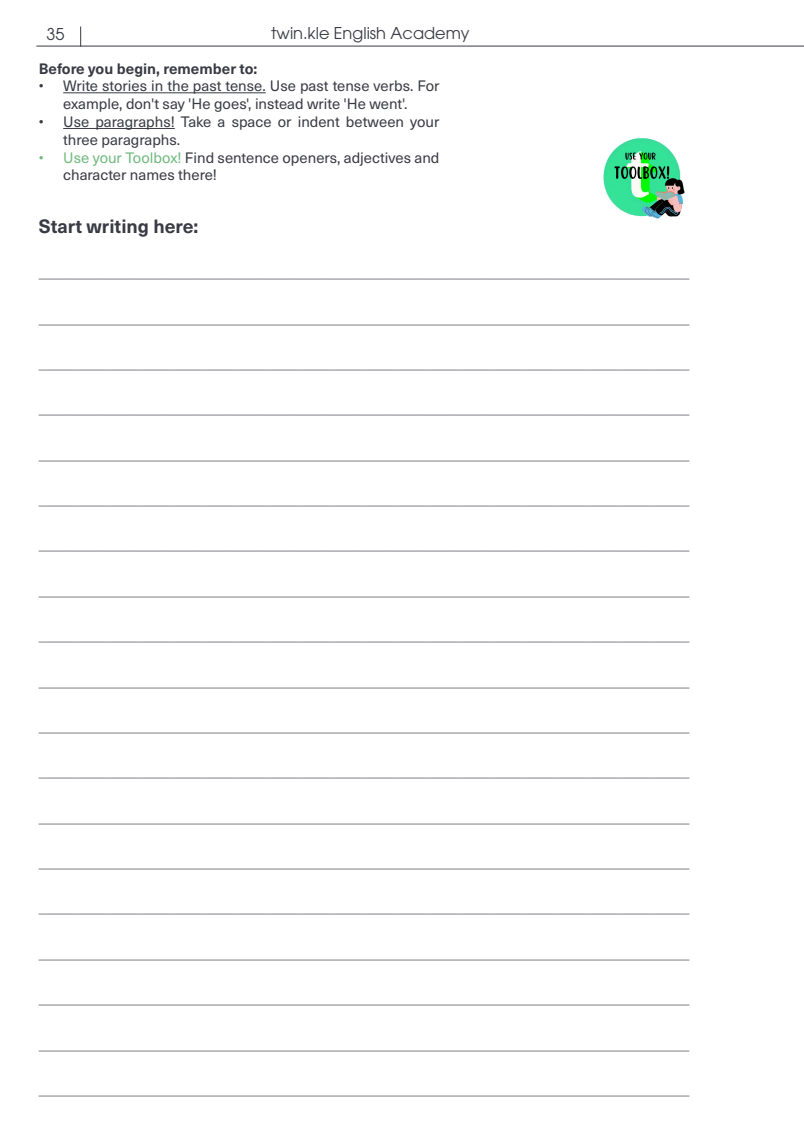 35
twin.kle English Academy
Before you begin, remember to:
• Write stories in the past tense. Use past tense verbs. For
example, don't say 'He goes', instead write 'He went'.
• Use paragraphs! Take a space or indent between your
three paragraphs.
• Use your Toolbox! Find sentence openers, adjectives and
character names there!
USE YOUR
TOOLBOX!
t
Start writing here: